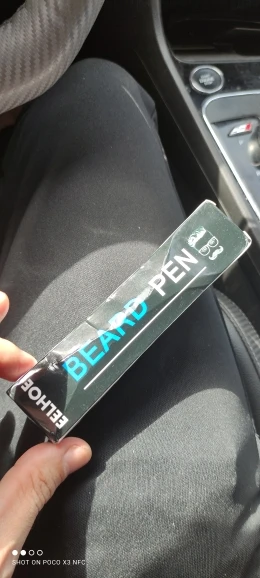 BEARD PEN
EELHOE
SHOT ON POCO X3 NFC